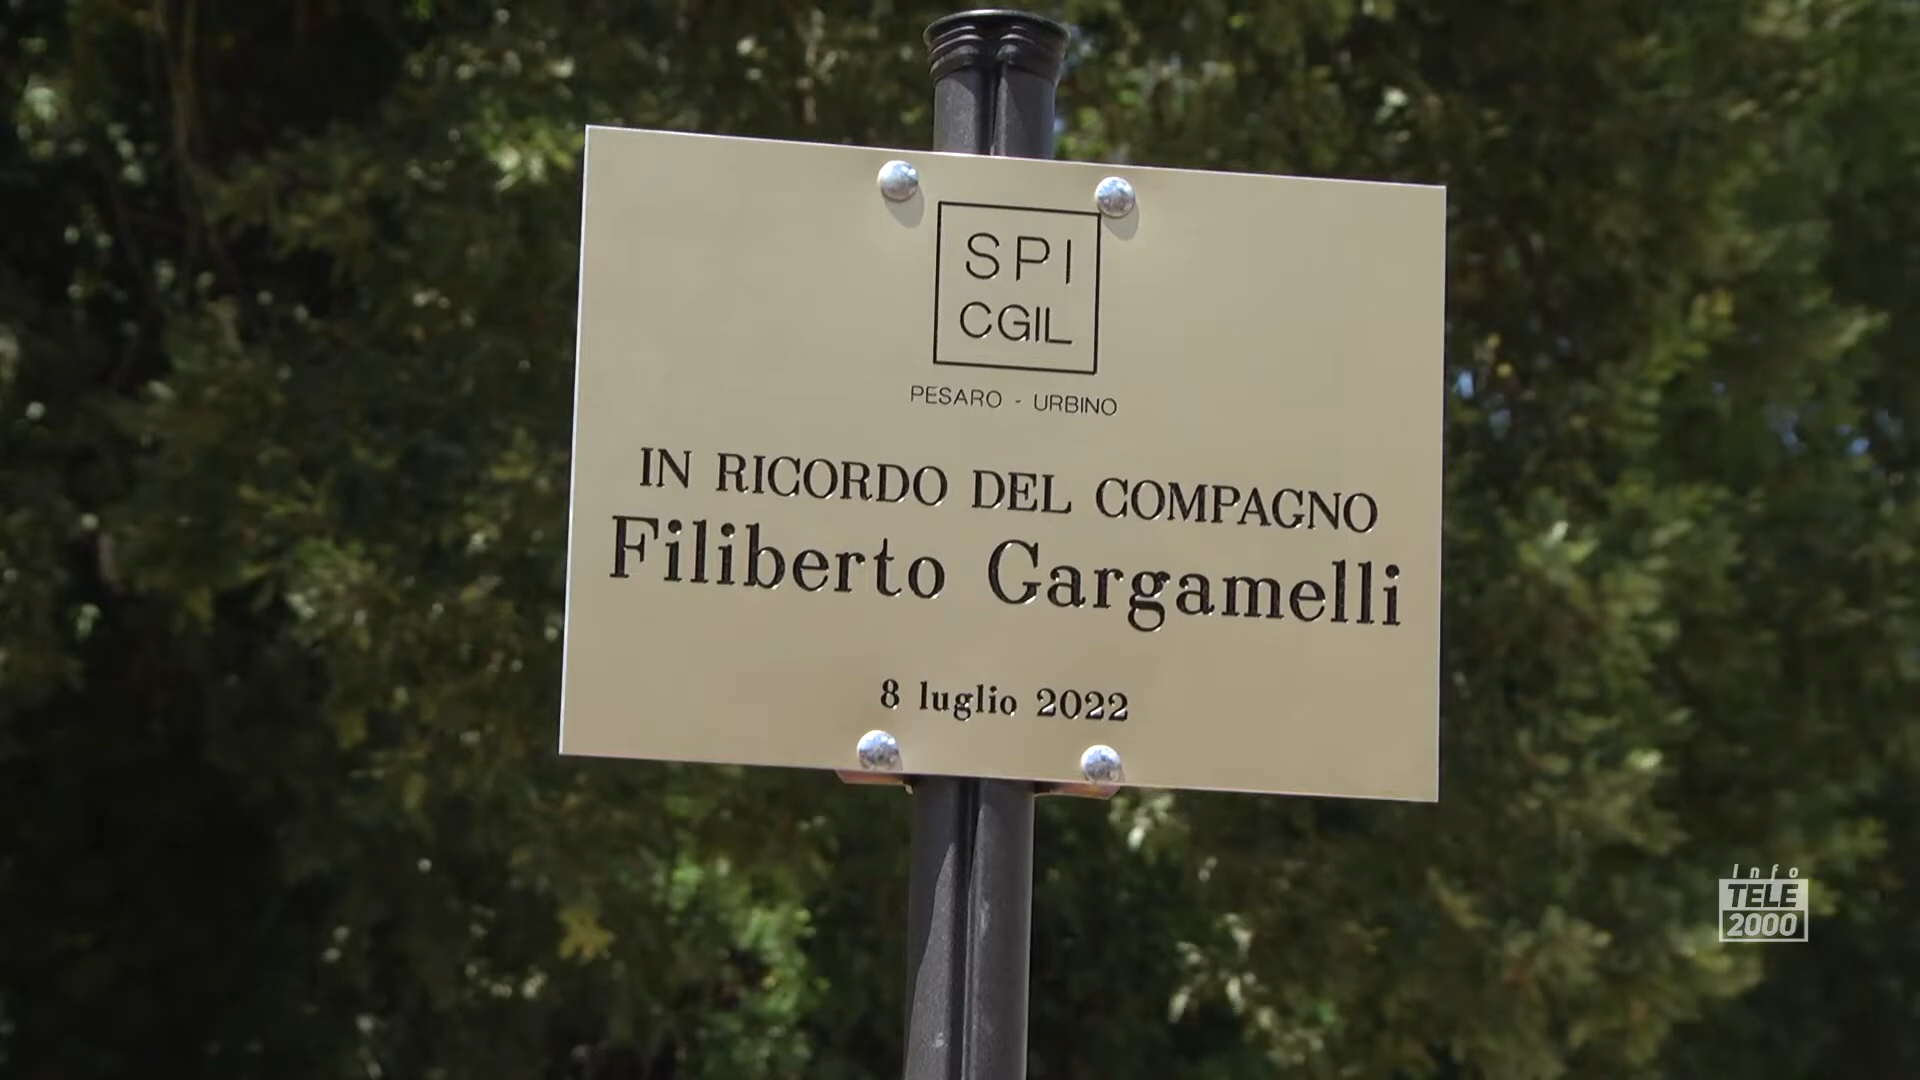 SPI
CGIL
PESARO - URBINO
IN RICORDO DEL COMPAGNO
Filiberto Gargamelli
8 luglio 2022
Info
TELE
2000